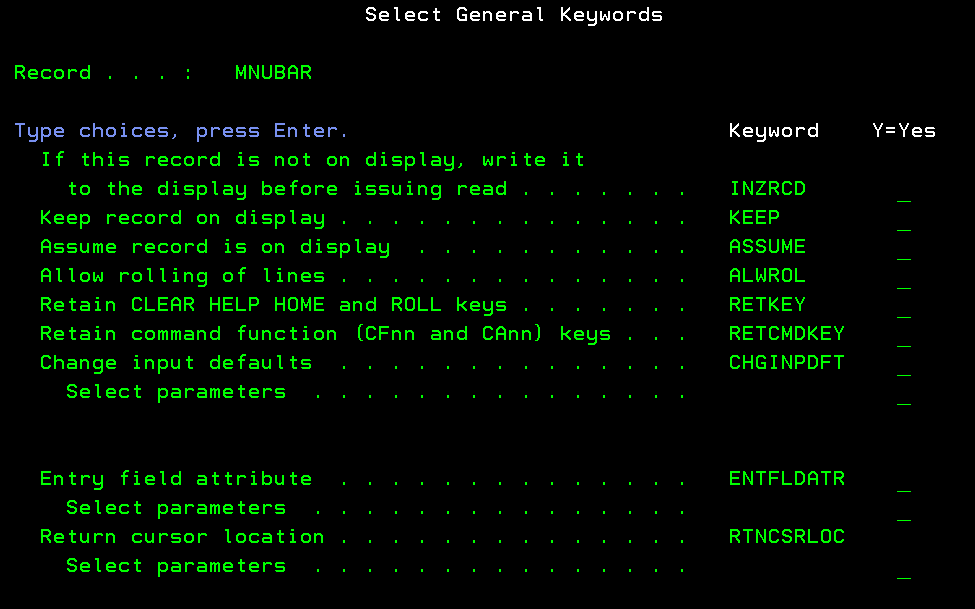 Select General Keywords
Record . . . :   MNUBAR
Type choices, press Enter.   Keyword   Y=Yes
If this record is not on display, write it
to the display before issuing read . . . . . . .   INZRCD   _
Keep record on display . . . . . . . . . . . . . .   KEEP   _
Assume record is on display  . . . . . . . . . . .   ASSUME   _
Allow rolling of lines . . . . . . . . . . . . . .   ALWROL   _
Retain CLEAR HELP HOME and ROLL keys . . . . . . .   RETKEY   _
Retain command function (CFnn and CAnn) keys . . .   RETCMDKEY   _
Change input defaults  . . . . . . . . . . . . . .   CHGINPDFT   _
Select parameters  . . . . . . . . . . . . . . .   _
Entry field attribute  . . . . . . . . . . . . . .   ENTFLDATR   _
Select parameters  . . . . . . . . . . . . . . .   _
Return cursor location . . . . . . . . . . . . . .   RTNCSRLOC
Select parameters  . . . . . . . . . . . . . . .   _